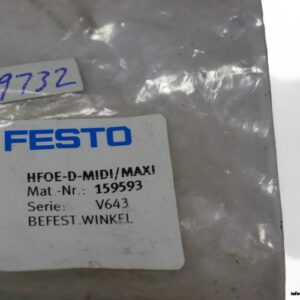 9732
FESTO
HFOE-D-MIDI/MAXI
Mat.-Nr.: 159593
Serie: V643
BEFEST.WINKEL